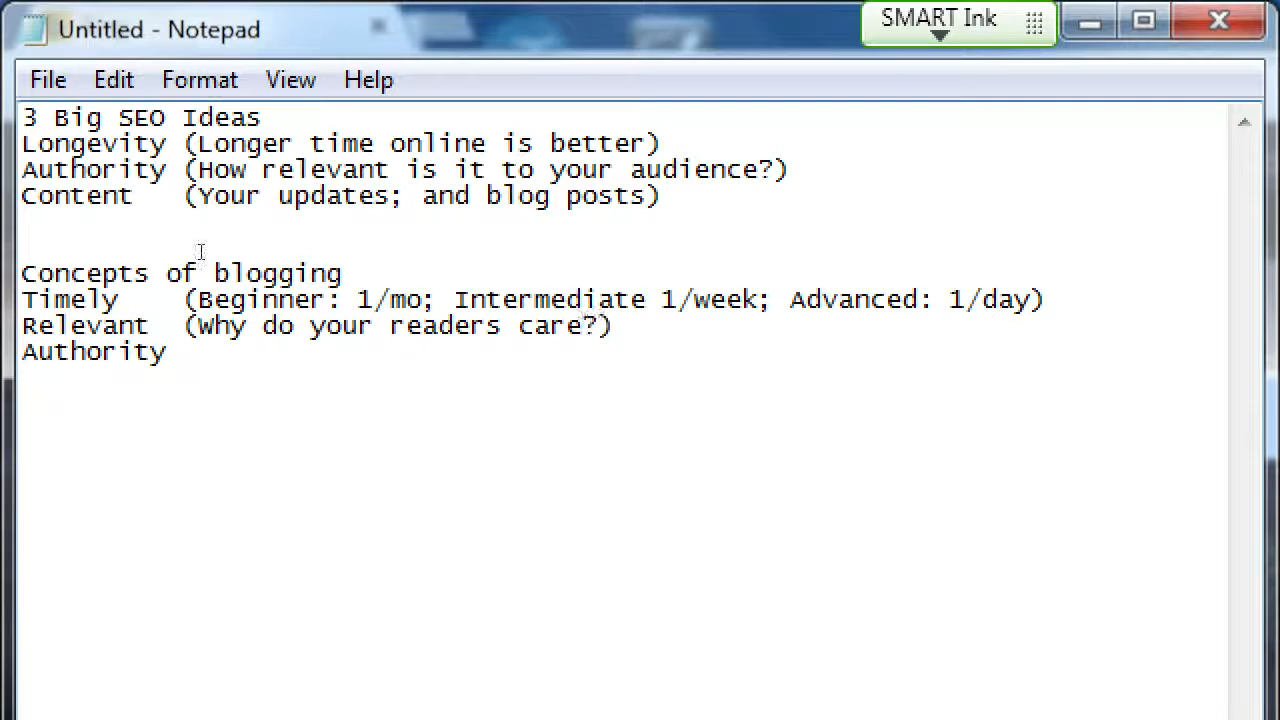 Untitled - Notepad
SMART Ink
File Edit Format View Help
3 Big SEO Ideas
Longevity (Longer time online is better)
Authority (How relevant is it to your audience?)
Content (Your updates; and blog posts)
Concepts of blogging
Timely (Beginner: 1/mo; Intermediate 1/week; Advanced: 1/day)
Relevant (Why do your readers care?)
Authority